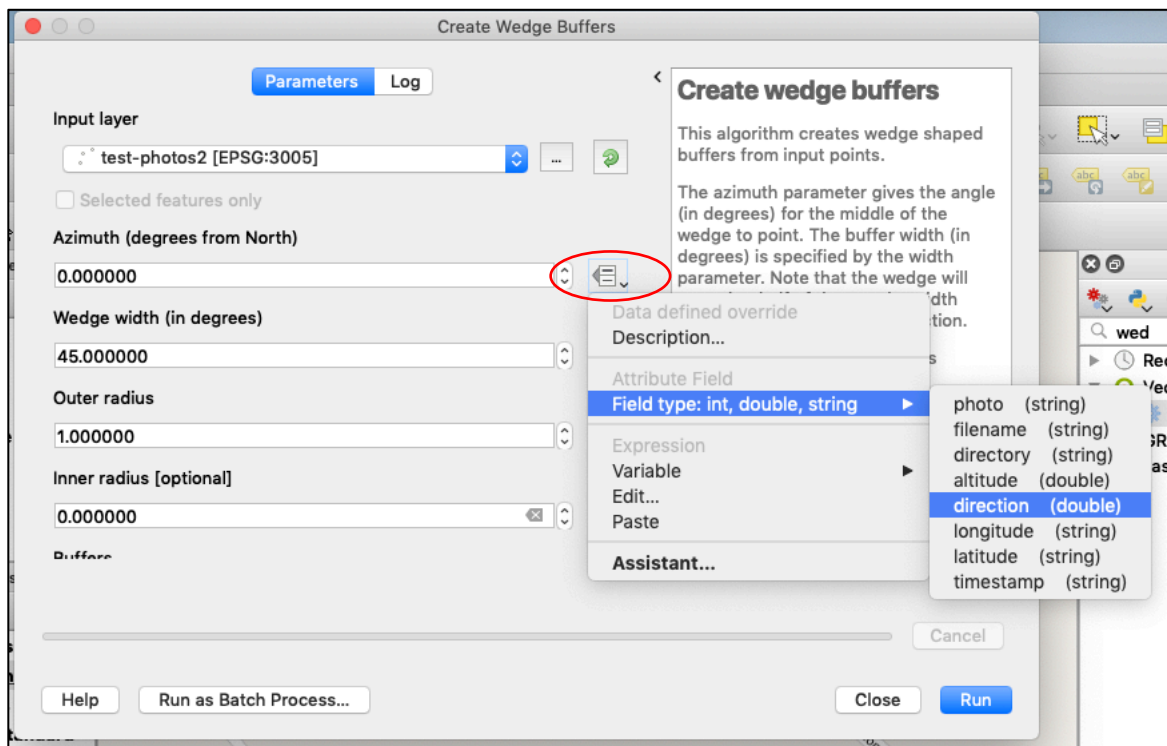 Create Wedge Buffers
Parameters
Log
Input layer
test-photos2 [EPSG:3005]
...
Selected features only
Azimuth (degrees from North)
0.000000
Wedge width (in degrees)
45.000000
Outer radius
1.000000
Inner radius [optional]
0.000000
Buffers
Create wedge buffers
This algorithm creates wedge shaped
buffers from input points.
The azimuth parameter gives the angle
(in degrees) for the middle of the
wedge to point. The buffer width (in
degrees) is specified by the width
parameter. Note that the wedge will
Data defined override
Description...
Attribute Field
Field type: int, double, string
Expression
Variable
Edit...
Paste
Assistant...
photo (string)
filename (string)
directory (string)
altitude (double)
direction (double)
longitude (string)
latitude (string)
timestamp (string)
Cancel
Help
Run as Batch Process...
Close
Run
abc
abc
wed